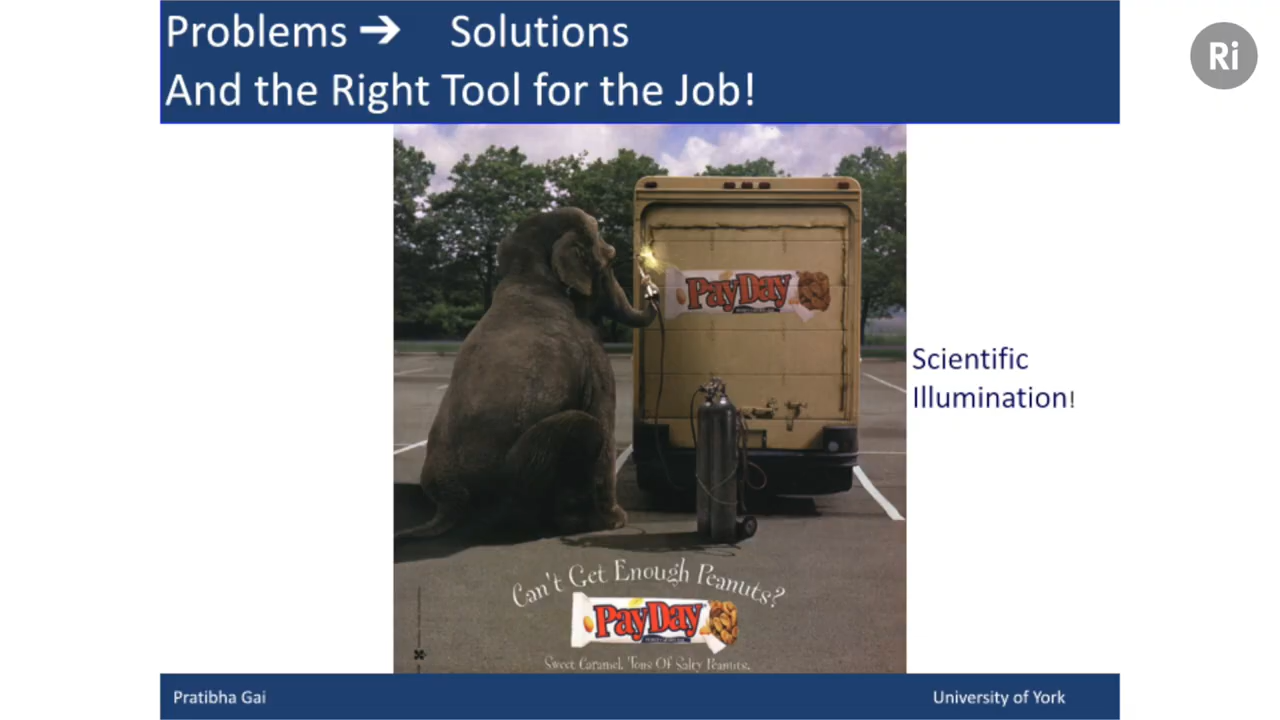 Problems ➔ Solutions
And the Right Tool for the Job!
Ri
PayDay
Scientific
Illumination!
Can't Get Enough Peanuts?
PayDay
Sweet Caramel. Tons Of Salty Peanuts.
Pratibha Gai
University of York